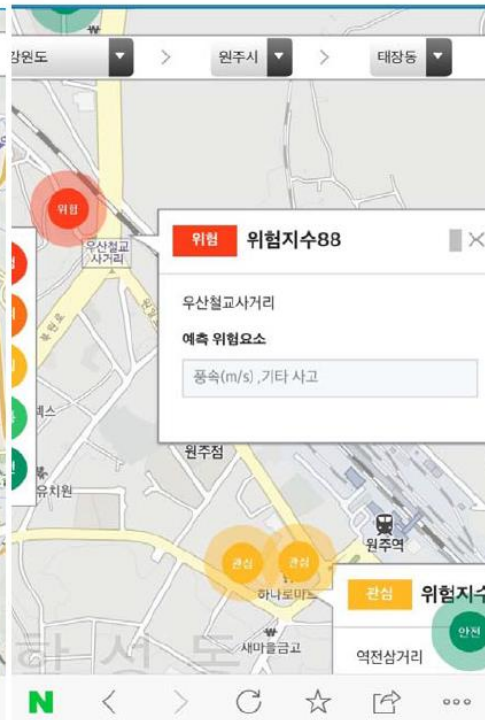 강원도
원주시
태장동
위험
우산철교
사거리
위험 위험지수88
우산철교사거리
예측 위험요소
풍속(m/s) ,기타 사고
원주점
유치원
원주역
관심
관심
하나로마트
새마을금고
관심 위험지수
역전삼거리
안전
N